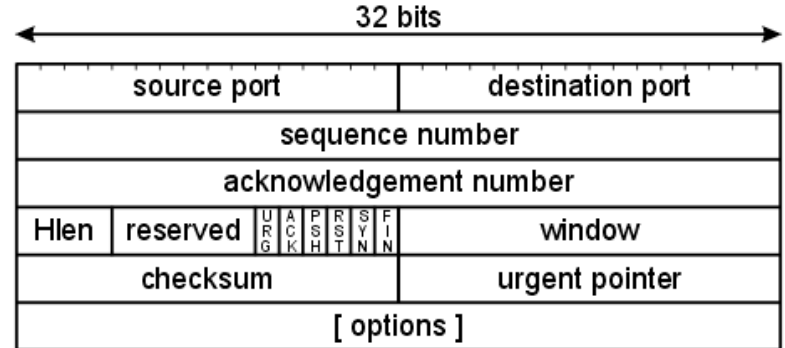 32 bits
source port destination port
sequence number
acknowledgement number
Hlen reserved URG ACK PSH RST SYN FIN window
checksum urgent pointer
[ options ]